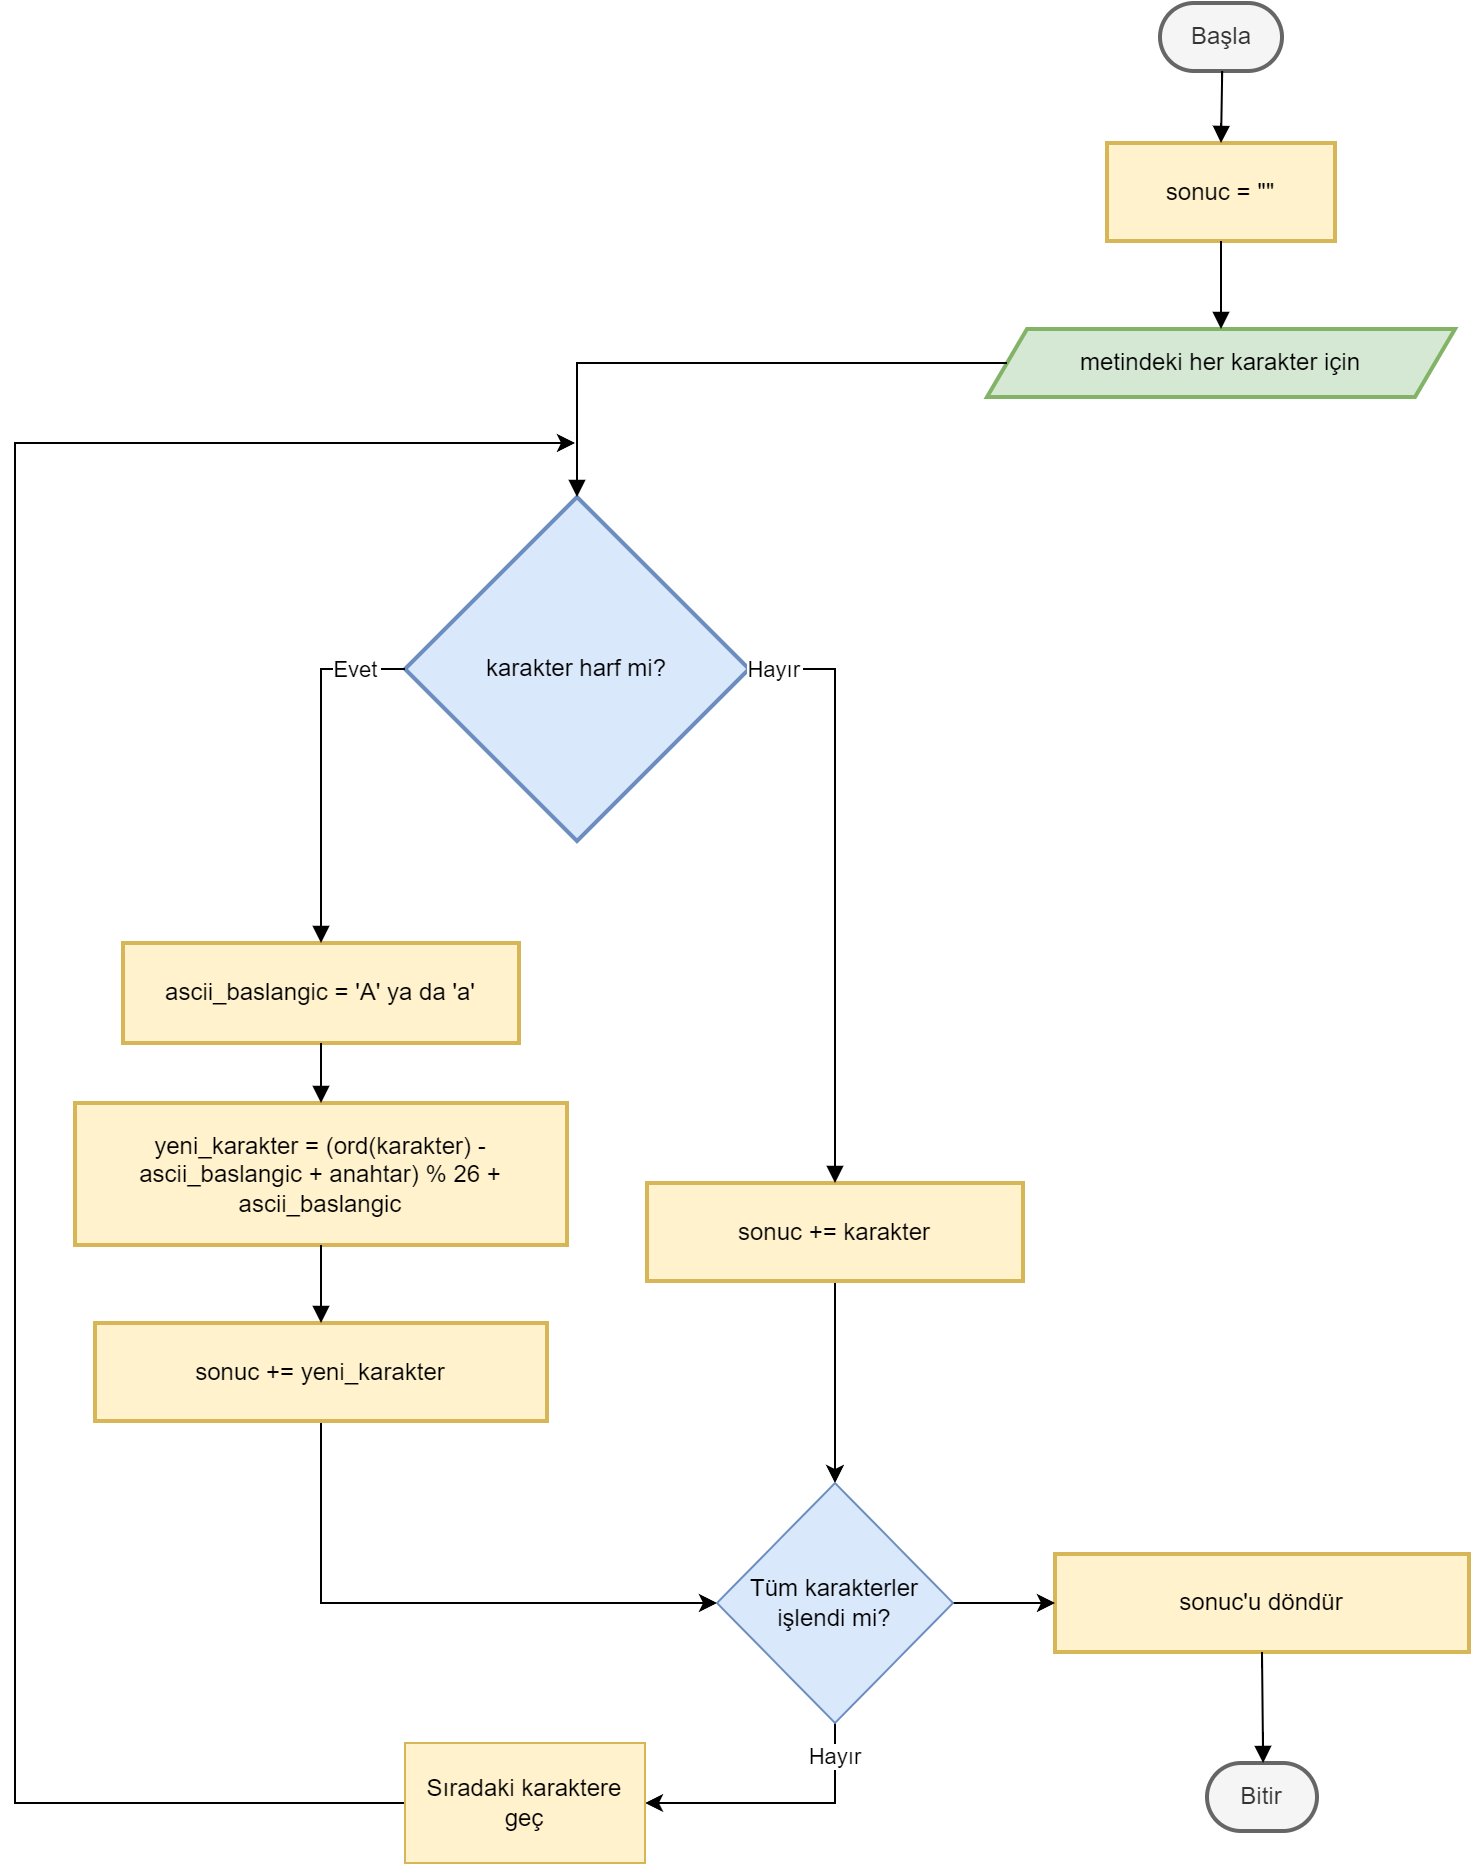 Başla
sonuc = ""
metindeki her karakter için
karakter harf mi?
Evet
Hayır
ascii_baslangic = 'A' ya da 'a'
yeni_karakter = (ord(karakter) -
ascii_baslangic + anahtar) % 26 +
ascii_baslangic
sonuc += karakter
sonuc += yeni_karakter
Tüm karakterler
işlendi mi?
sonuc'u döndür
Hayır
Sıradaki karaktere
geç
Bitir